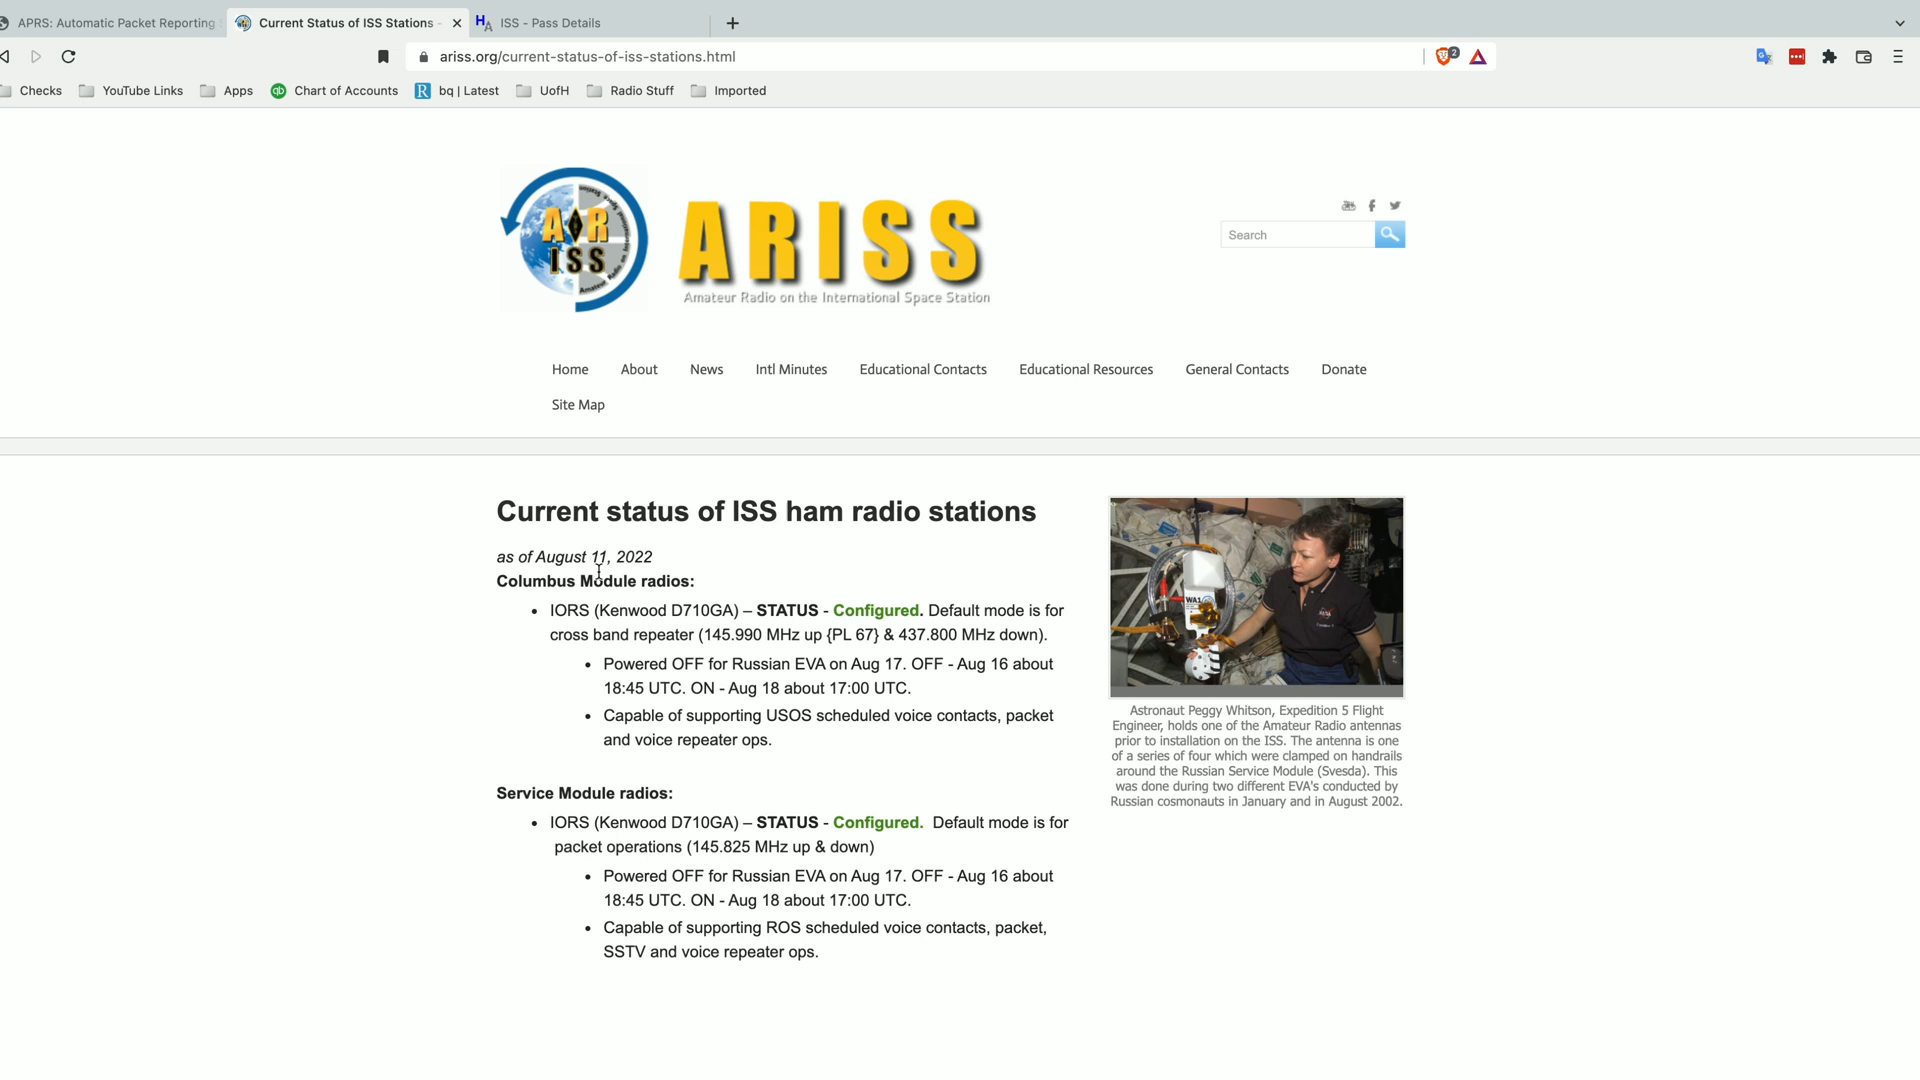 APRS: Automatic Packet Reporting
Current Status of ISS Stations -
HA ISS - Pass Details
ariss.org/current-status-of-iss-stations.html
2
Checks YouTube Links Apps qb Chart of Accounts R bq | Latest UofH Radio Stuff Imported
AR
ISS
ARISS
Amateur Radio on the International Space Station
Search
Home About News Intl Minutes Educational Contacts Educational Resources General Contacts Donate
Site Map
Current status of ISS ham radio stations
as of August 11, 2022
Columbus Module radios:
• IORS (Kenwood D710GA) – STATUS - Configured. Default mode is for
cross band repeater (145.990 MHz up {PL 67} & 437.800 MHz down).
• Powered OFF for Russian EVA on Aug 17. OFF - Aug 16 about
18:45 UTC. ON - Aug 18 about 17:00 UTC.
• Capable of supporting USOS scheduled voice contacts, packet
and voice repeater ops.
Service Module radios:
• IORS (Kenwood D710GA) – STATUS - Configured. Default mode is for
packet operations (145.825 MHz up & down)
• Powered OFF for Russian EVA on Aug 17. OFF - Aug 16 about
18:45 UTC. ON - Aug 18 about 17:00 UTC.
• Capable of supporting ROS scheduled voice contacts, packet,
SSTV and voice repeater ops.
WA1
Astronaut Peggy Whitson, Expedition 5 Flight
Engineer, holds one of the Amateur Radio antennas
prior to installation on the ISS. The antenna is one
of a series of four which were clamped on handrails
around the Russian Service Module (Svesda). This
was done during two different EVA's conducted by
Russian cosmonauts in January and in August 2002.